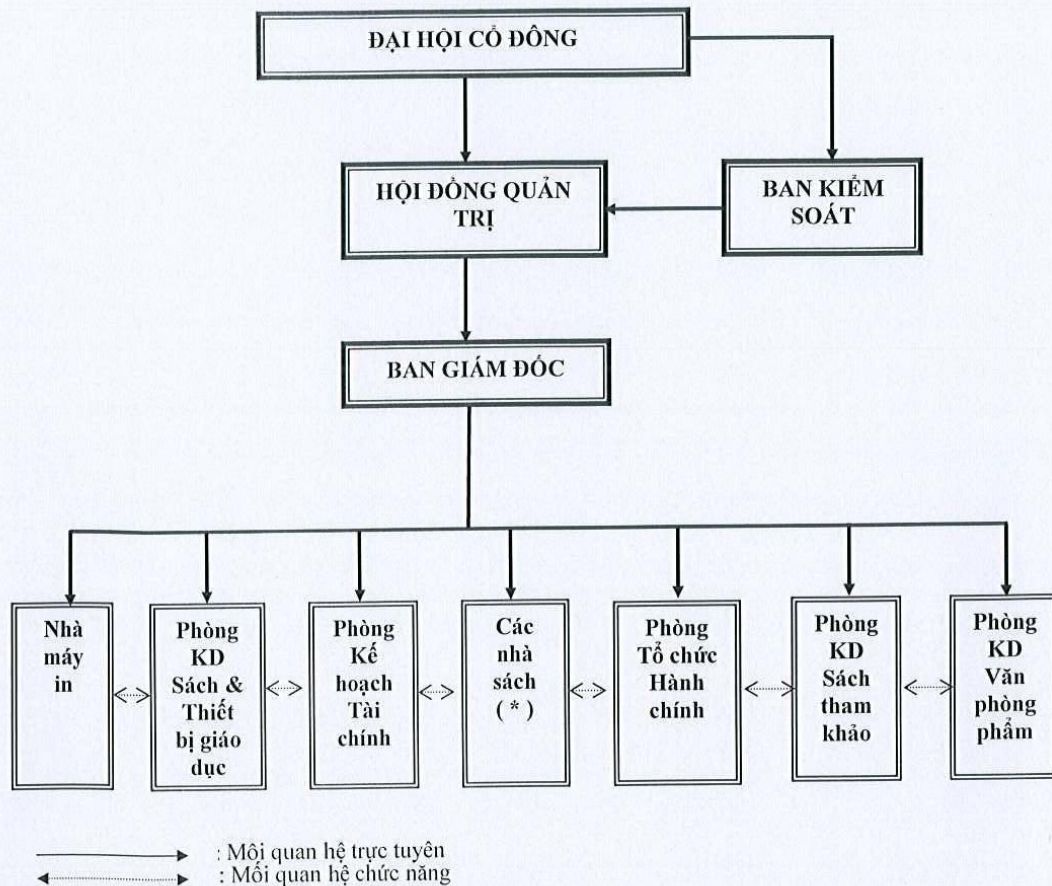 ĐẠI HỘI CỔ ĐÔNG
HỘI ĐỒNG QUẢN
TRỊ
BAN KIỂM
SOÁT
BAN GIÁM ĐỐC
Nhà
máy
in
Phòng
KD
Sách &
Thiết
bị giáo
dục
Phòng
Kế
hoạch
Tài
chính
Các
nhà
sách
( * )
Phòng
Tổ chức
Hành
chính
Phòng
KD
Sách
tham
khảo
Phòng
KD
Văn
phòng
phẩm
: Mối quan hệ trực tuyến
: Mối quan hệ chức năng